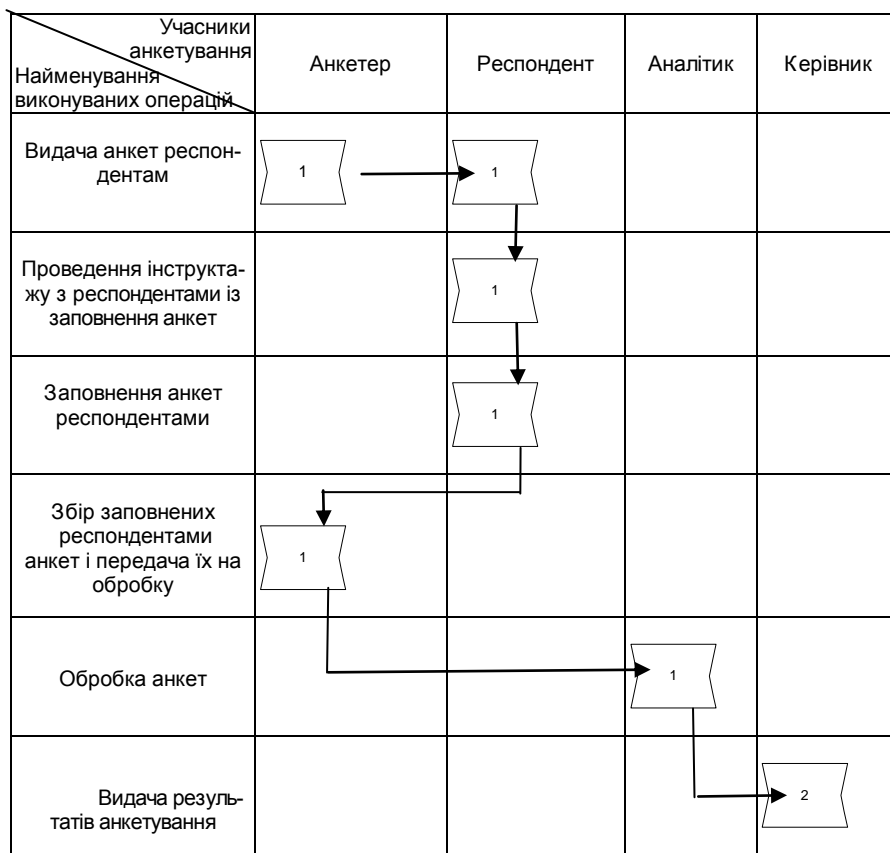 Учасники
анкетування
Найменування
виконуваних операцій
Анкетер
Респондент
Аналітик
Керівник
Видача анкет респон-
дентам
1
1
Проведення інструкта-
жу з респондентами із
заповнення анкет
1
Заповнення анкет
респондентами
1
Збір заповнених
респондентами
анкет і передача їх на
обробку
1
Обробка анкет
1
Видача резуль-
татів анкетування
2